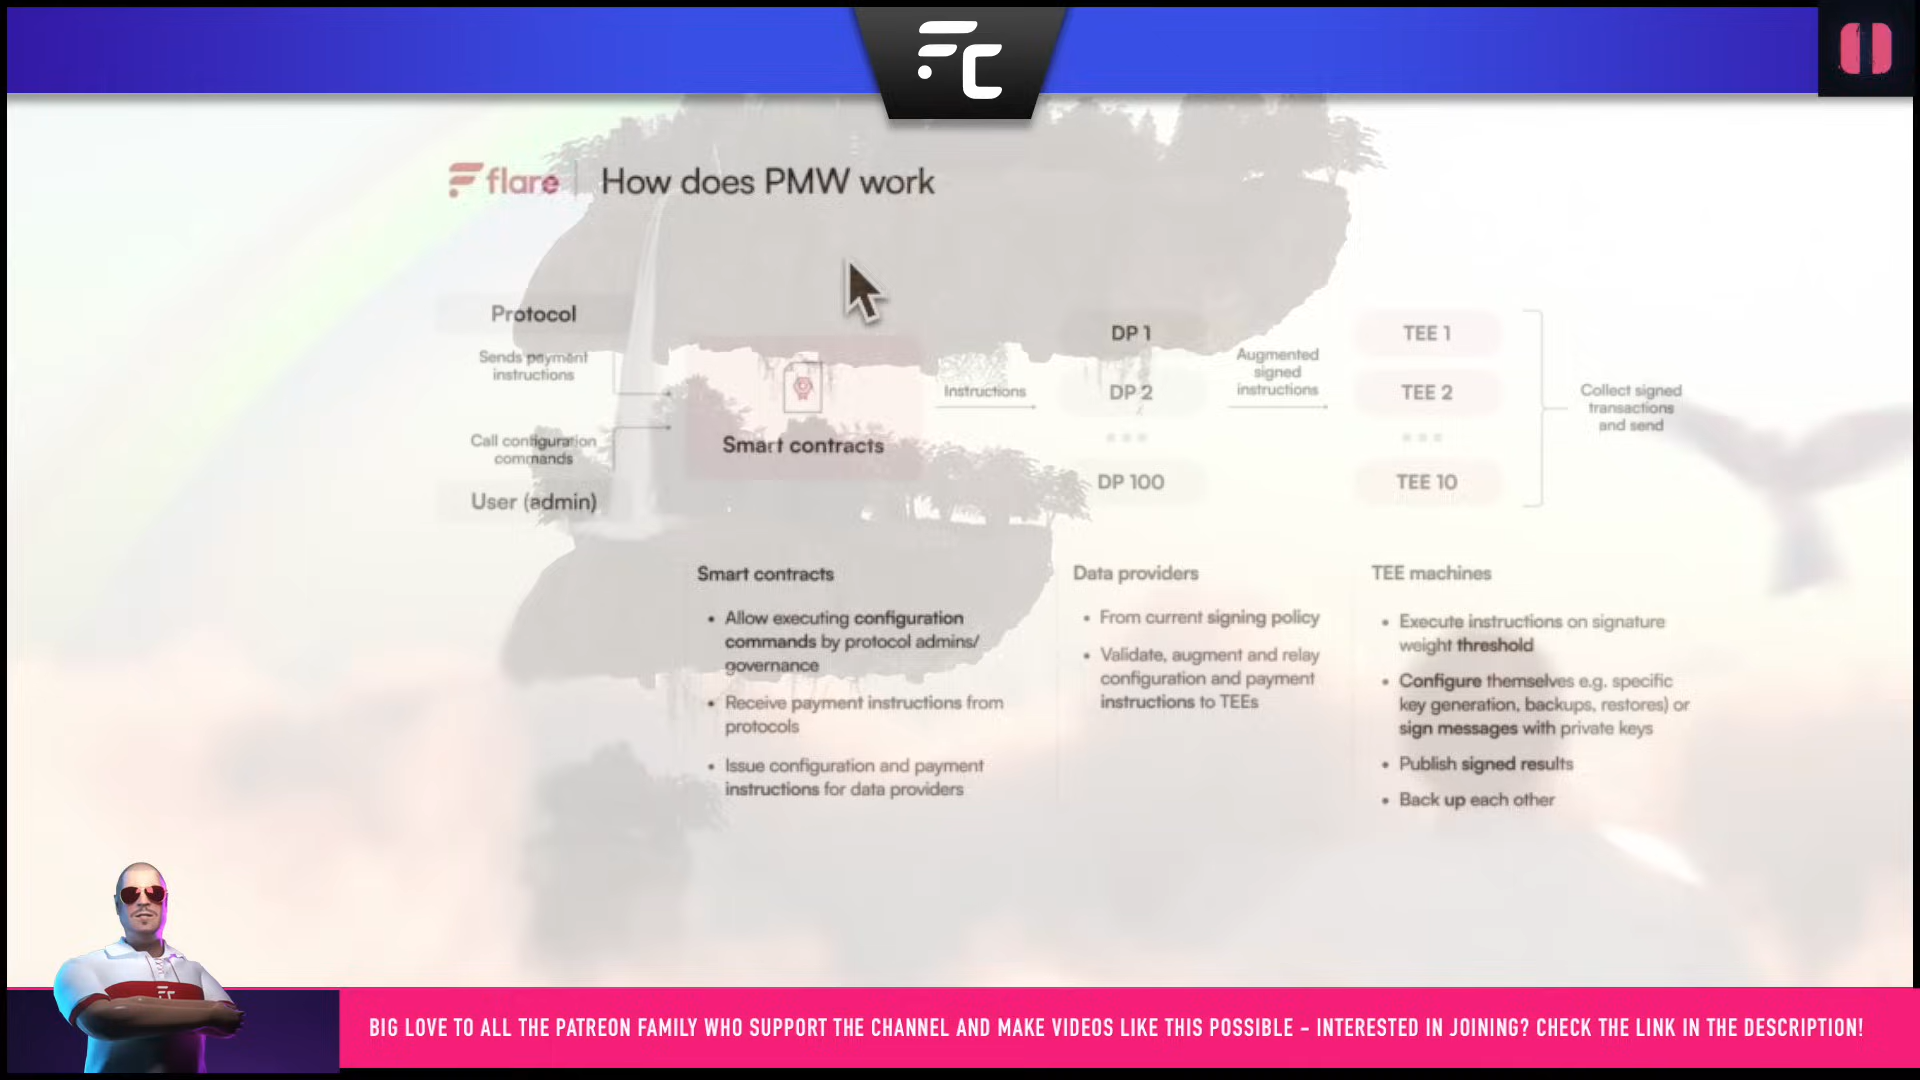 FC
flare
How does PMW work
Protocol
Sends payment
instructions
Call configuration
commands
User (admin)
Smart contracts
Instructions
DP 1
DP 2
DP 100
Augmented
signed
instructions
TEE 1
TEE 2
TEE 10
Collect signed
transactions
and send
Smart contracts
• Allow executing configuration
commands by protocol admins/
governance
• Receive payment instructions from
protocols
• Issue configuration and payment
instructions for data providers
Data providers
• From current signing policy
• Validate, augment and relay
configuration and payment
instructions to TEEs
TEE machines
• Execute instructions on signature
weight threshold
• Configure themselves e.g. specific
key generation, backups, restores) or
sign messages with private keys
• Publish signed results
• Back up each other
FC
BIG LOVE TO ALL THE PATREON FAMILY WHO SUPPORT THE CHANNEL AND MAKE VIDEOS LIKE THIS POSSIBLE - INTERESTED IN JOINING? CHECK THE LINK IN THE DESCRIPTION!